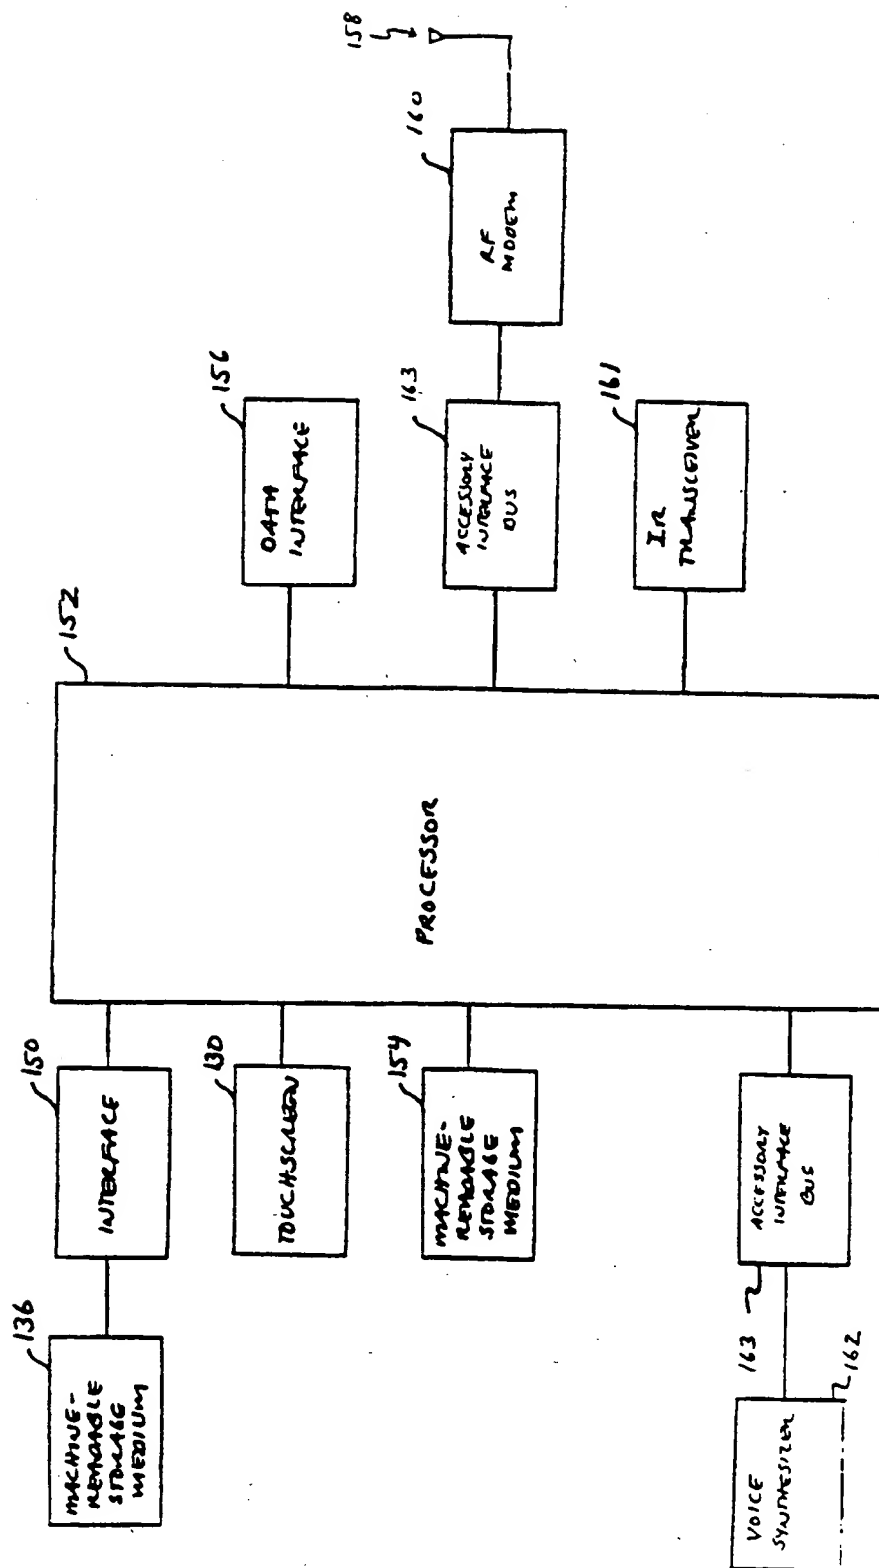 136
MACHINE-
READABLE
STORAGE
MEDIUM
150
INTERFACE
130
TOUCHSCREEN
154
MACHINE-
READABLE
STORAGE
MEDIUM
163
ACCESSORY
INTERFACE
BUS
162
VOICE
SYNTHESIZER
152
PROCESSOR
156
DATA
INTERFACE
163
ACCESSORY
INTERFACE
BUS
161
IR
TRANSCEIVER
160
RF
MODEM
158